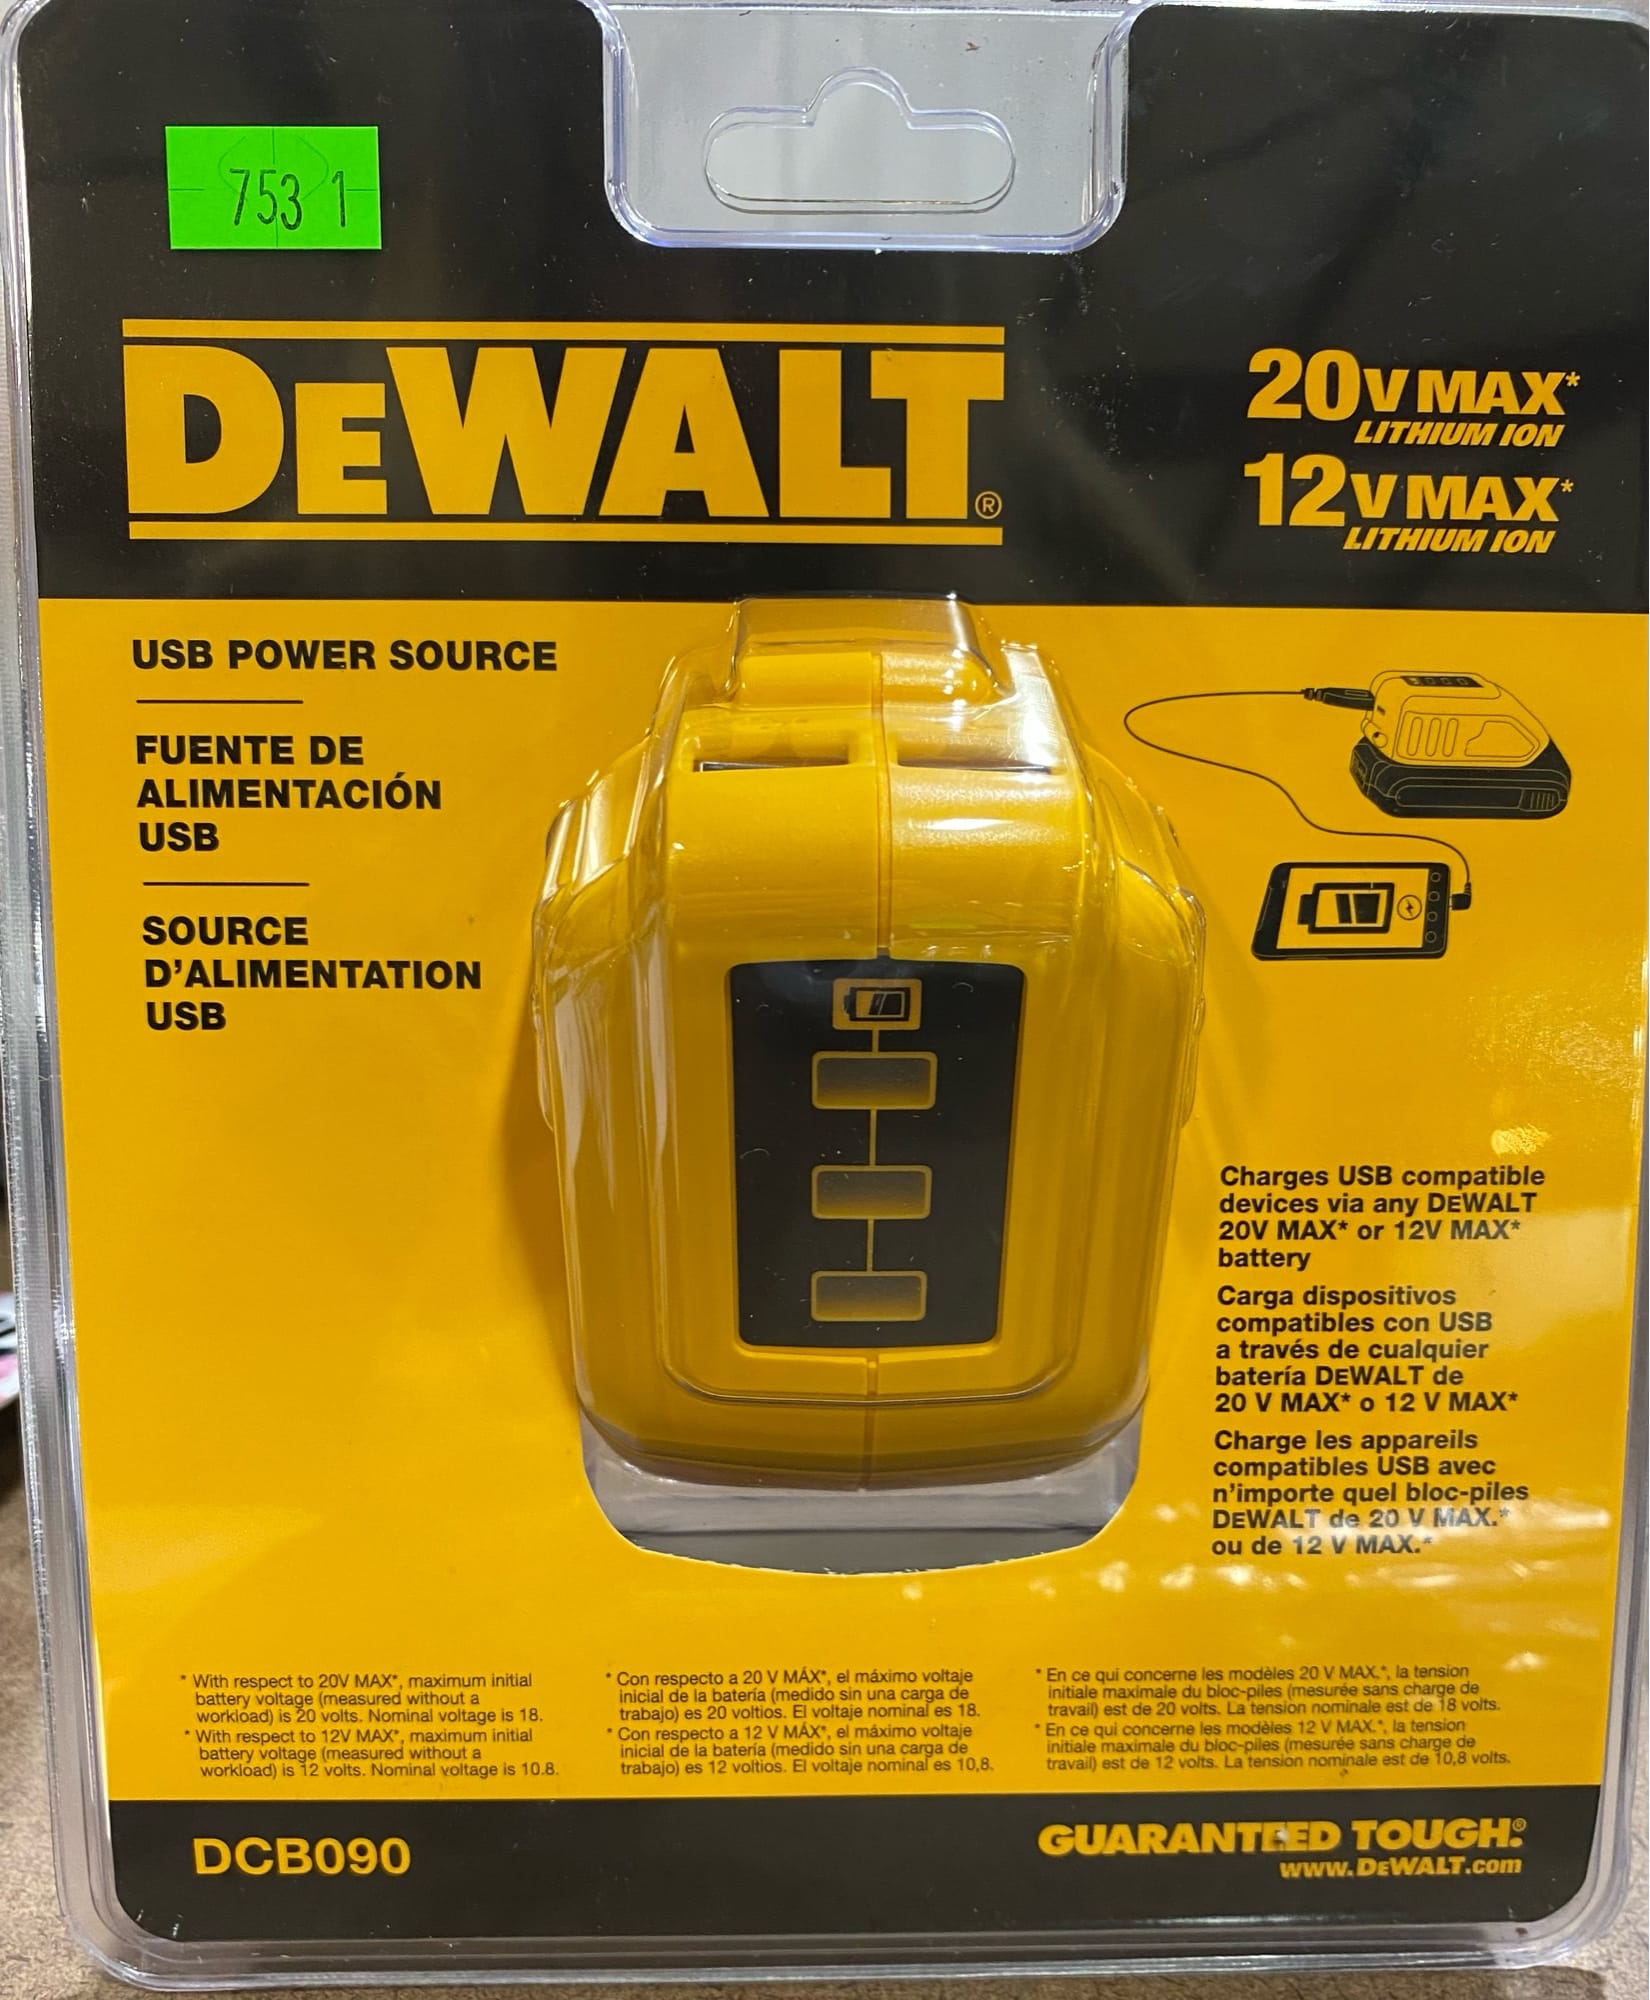 753 1
DEWALT®
20V MAX*
LITHIUM ION
12V MAX*
LITHIUM ION
USB POWER SOURCE
FUENTE DE
ALIMENTACIÓN
USB
SOURCE
D'ALIMENTATION
USB
Charges USB compatible
devices via any DEWALT
20V MAX* or 12V MAX*
battery
Carga dispositivos
compatibles con USB
a través de cualquier
batería DEWALT de
20 V MAX* o 12 V MAX*
Charge les appareils
compatibles USB avec
n'importe quel bloc-piles
DEWALT de 20 V MAX.*
ou de 12 V MAX.*
* With respect to 20V MAX*, maximum initial
battery voltage (measured without a
workload) is 20 volts. Nominal voltage is 18.
* With respect to 12V MAX*, maximum initial
battery voltage (measured without a
workload) is 12 volts. Nominal voltage is 10.8.
* Con respecto a 20 V MÁX*, el máximo voltaje
inicial de la batería (medido sin una carga de
trabajo) es 20 voltios. El voltaje nominal es 18.
* Con respecto a 12 V MÁX*, el máximo voltaje
inicial de la batería (medido sin una carga de
trabajo) es 12 voltios. El voltaje nominal es 10,8.
* En ce qui concerne les modèles 20 V MAX.*, la tension
initiale maximale du bloc-piles (mesurée sans charge de
travail) est de 20 volts. La tension nominale est de 18 volts.
* En ce qui concerne les modèles 12 V MAX.*, la tension
initiale maximale du bloc-piles (mesurée sans charge de
travail) est de 12 volts. La tension nominale est de 10,8 volts.
DCB090
GUARANTEED TOUGH.®
www.DEWALT.com